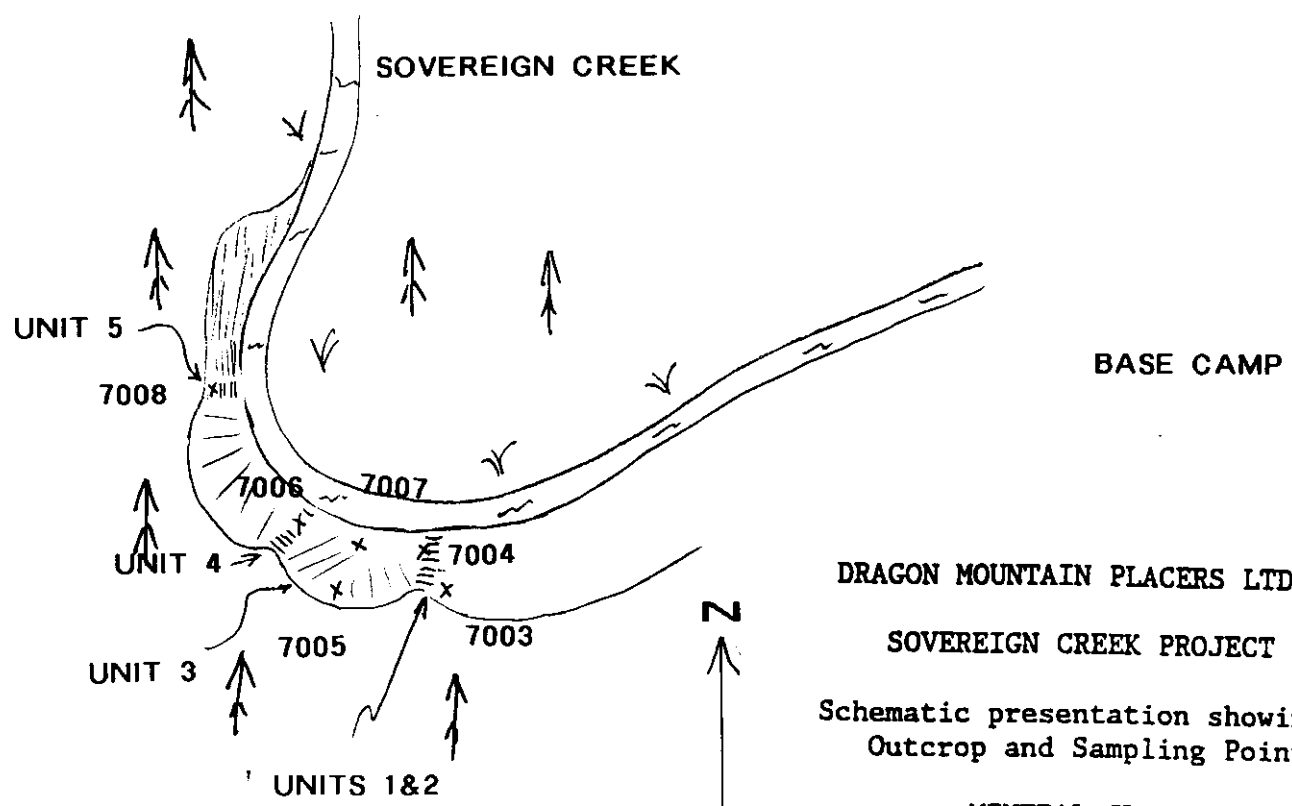 SOVEREIGN CREEK
UNIT 5
7008
BASE CAMP
7006
7007
UNIT 4
7004
7005
7003
UNIT 3
UNITS 1&2
N
DRAGON MOUNTAIN PLACERS LTD
SOVEREIGN CREEK PROJECT
Schematic presentation showi
Outcrop and Sampling Poin